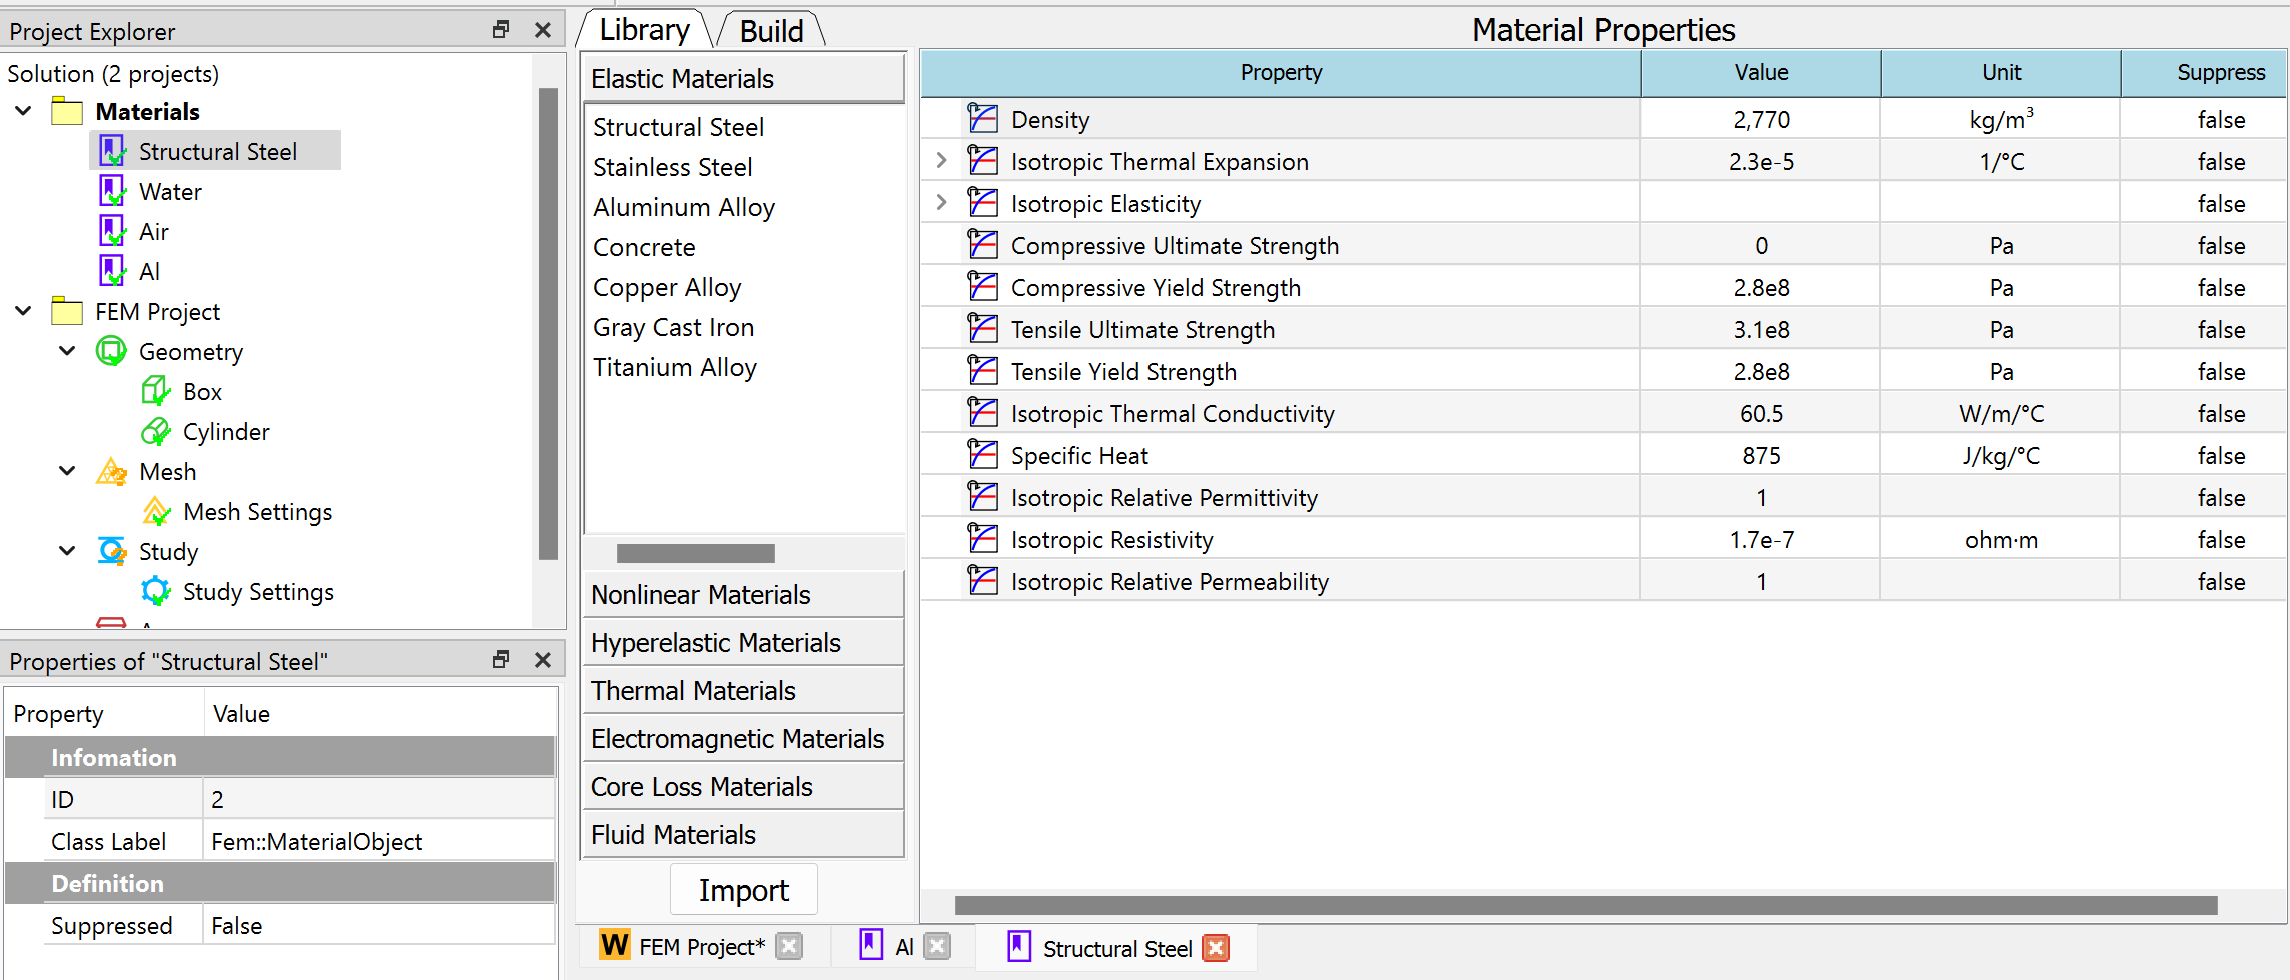 Project Explorer
Solution (2 projects)
Materials
Structural Steel
Water
Air
Al
FEM Project
Geometry
Box
Cylinder
Mesh
Mesh Settings
Study
Study Settings
Properties of "Structural Steel"
Property Value
Infomation
ID 2
Class Label Fem::MaterialObject
Definition
Suppressed False
Library Build
Elastic Materials
Structural Steel
Stainless Steel
Aluminum Alloy
Concrete
Copper Alloy
Gray Cast Iron
Titanium Alloy
Nonlinear Materials
Hyperelastic Materials
Thermal Materials
Electromagnetic Materials
Core Loss Materials
Fluid Materials
Import
Material Properties
Property Value Unit Suppress
Density 2,770 kg/m³ false
Isotropic Thermal Expansion 2.3e-5 1/°C false
Isotropic Elasticity false
Compressive Ultimate Strength 0 Pa false
Compressive Yield Strength 2.8e8 Pa false
Tensile Ultimate Strength 3.1e8 Pa false
Tensile Yield Strength 2.8e8 Pa false
Isotropic Thermal Conductivity 60.5 W/m/°C false
Specific Heat 875 J/kg/°C false
Isotropic Relative Permittivity 1 false
Isotropic Resistivity 1.7e-7 ohm·m false
Isotropic Relative Permeability 1 false
W FEM Project* Al Structural Steel